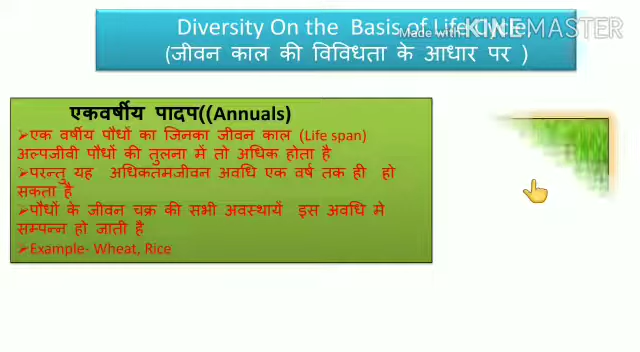 Diversity On the Basis of Life Cycle,
Made with KINEMASTER
(जीवन काल की विविधता के आधार पर )
एकवर्षीय पादप((Annuals)
➢एक वर्षीय पौधों का जिनका जीवन काल (Life span)
अल्पजीवी पौधों की तुलना में तो अधिक होता है
➢परन्तु यह अधिकतमजीवन अवधि एक वर्ष तक ही हो
सकता है
➢पौधों के जीवन चक्र की सभी अवस्थायें इस अवधि मे
सम्पन्न हो जाती है
➢Example- Wheat, Rice